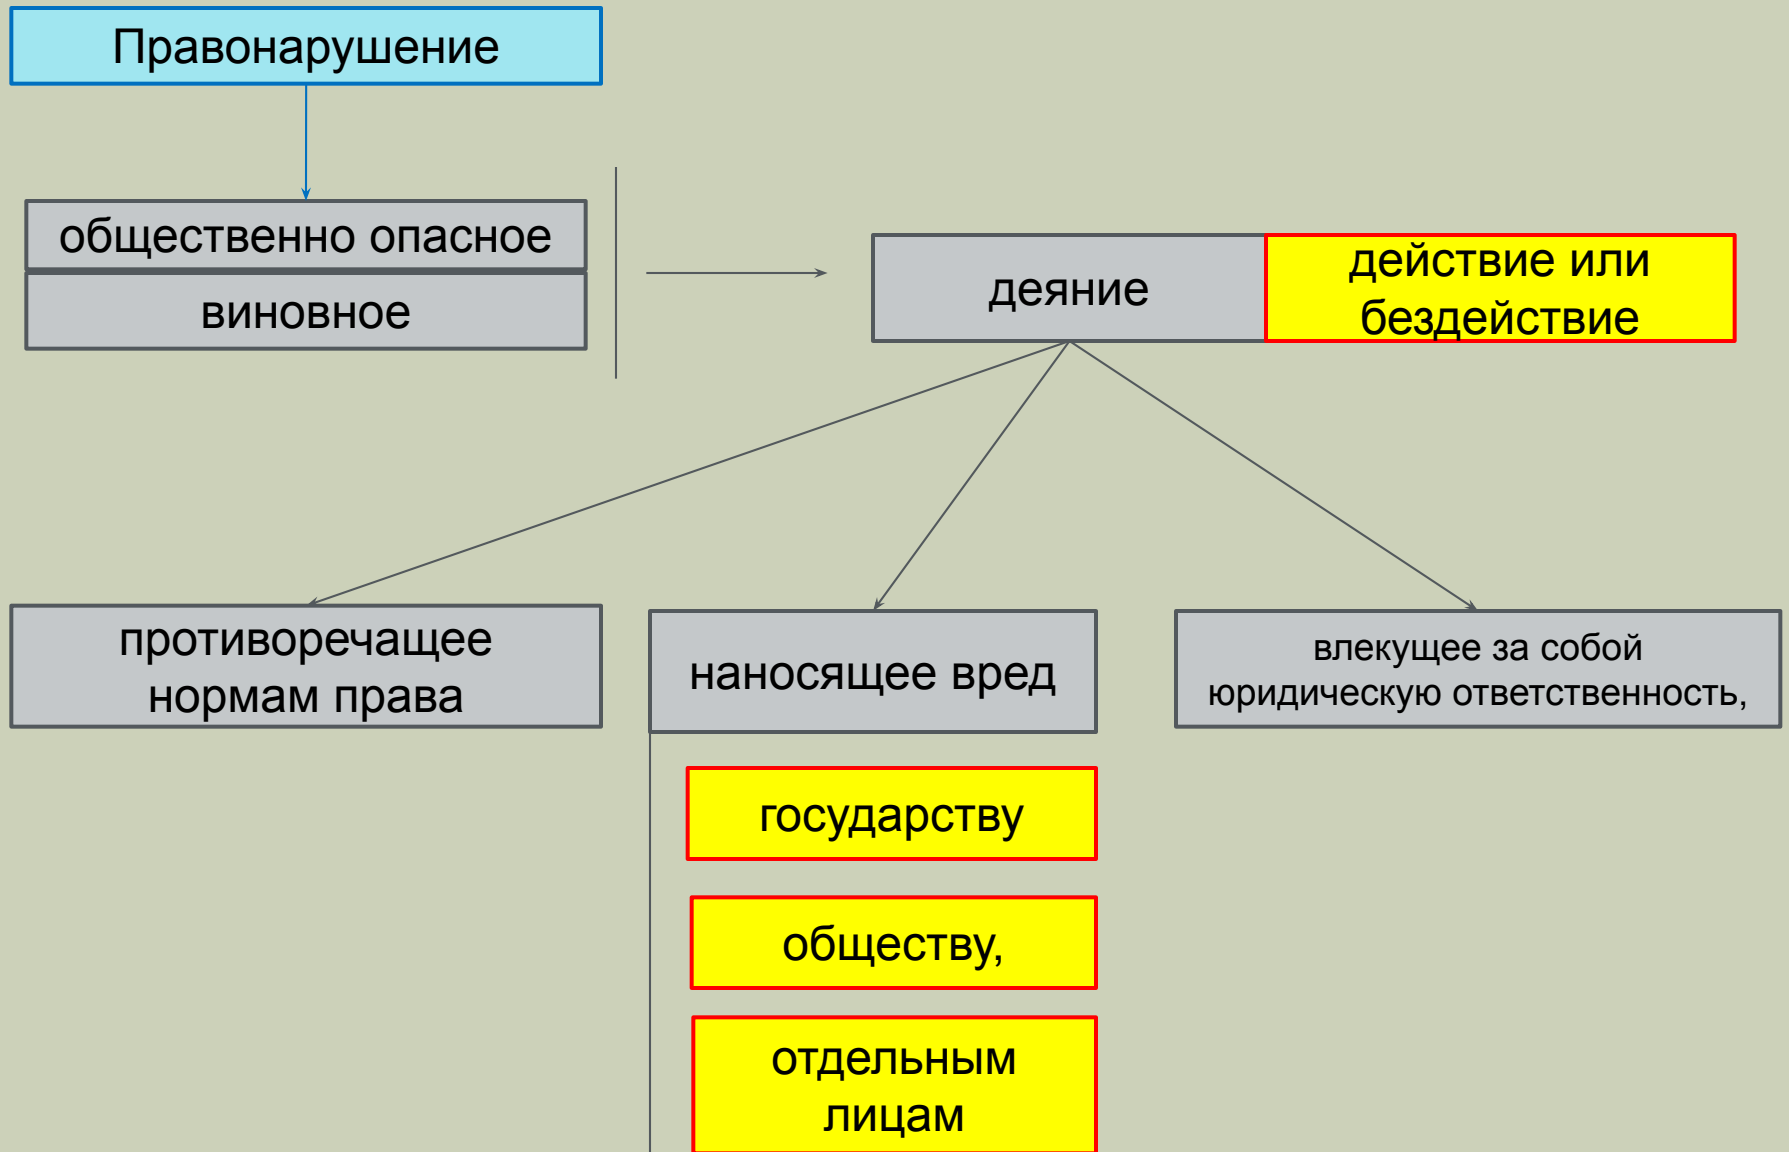 Правонарушение
общественно опасное
виновное
деяние
действие или
бездействие
противоречащее
нормам права
наносящее вред
влекущее за собой
юридическую ответственность,
государству
обществу,
отдельным
лицам